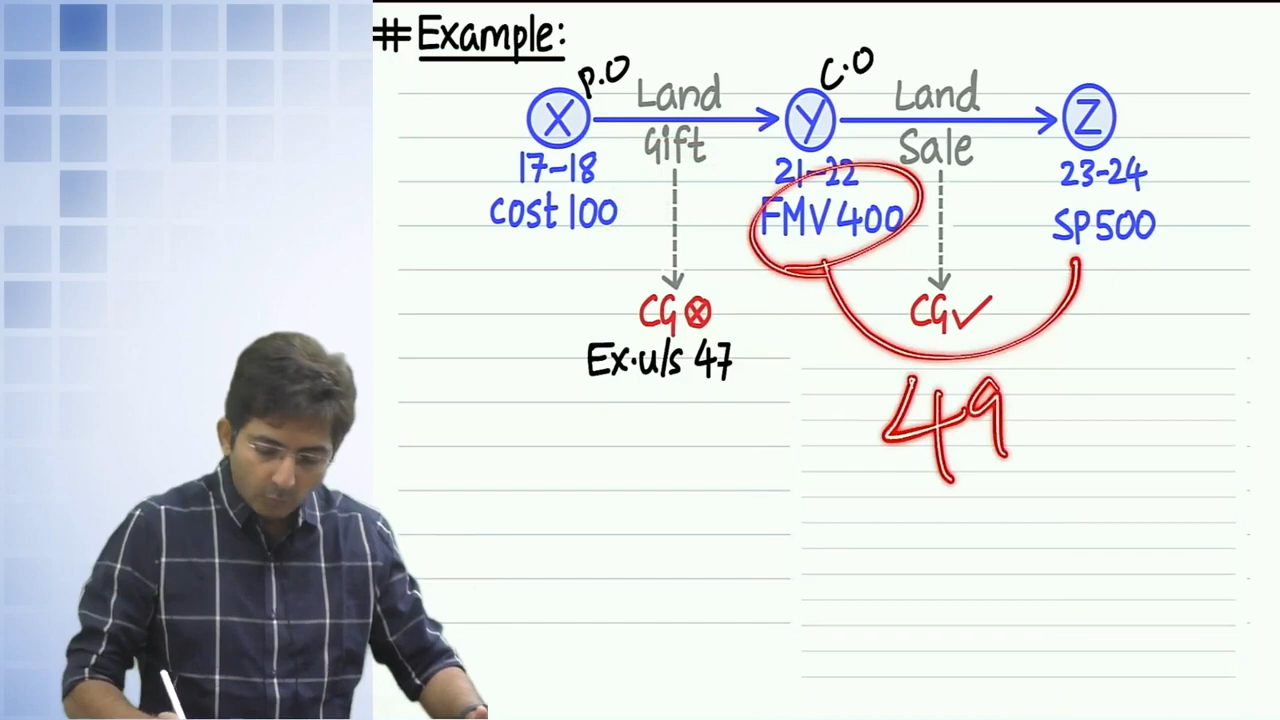 # Example:
P.O C.O
X Land Gift Y Land Sale Z
17-18 21-22 23-24
Cost 100 FMV 400 SP 500
CG ⊗ CG ✓
Ex. u/s 47
49